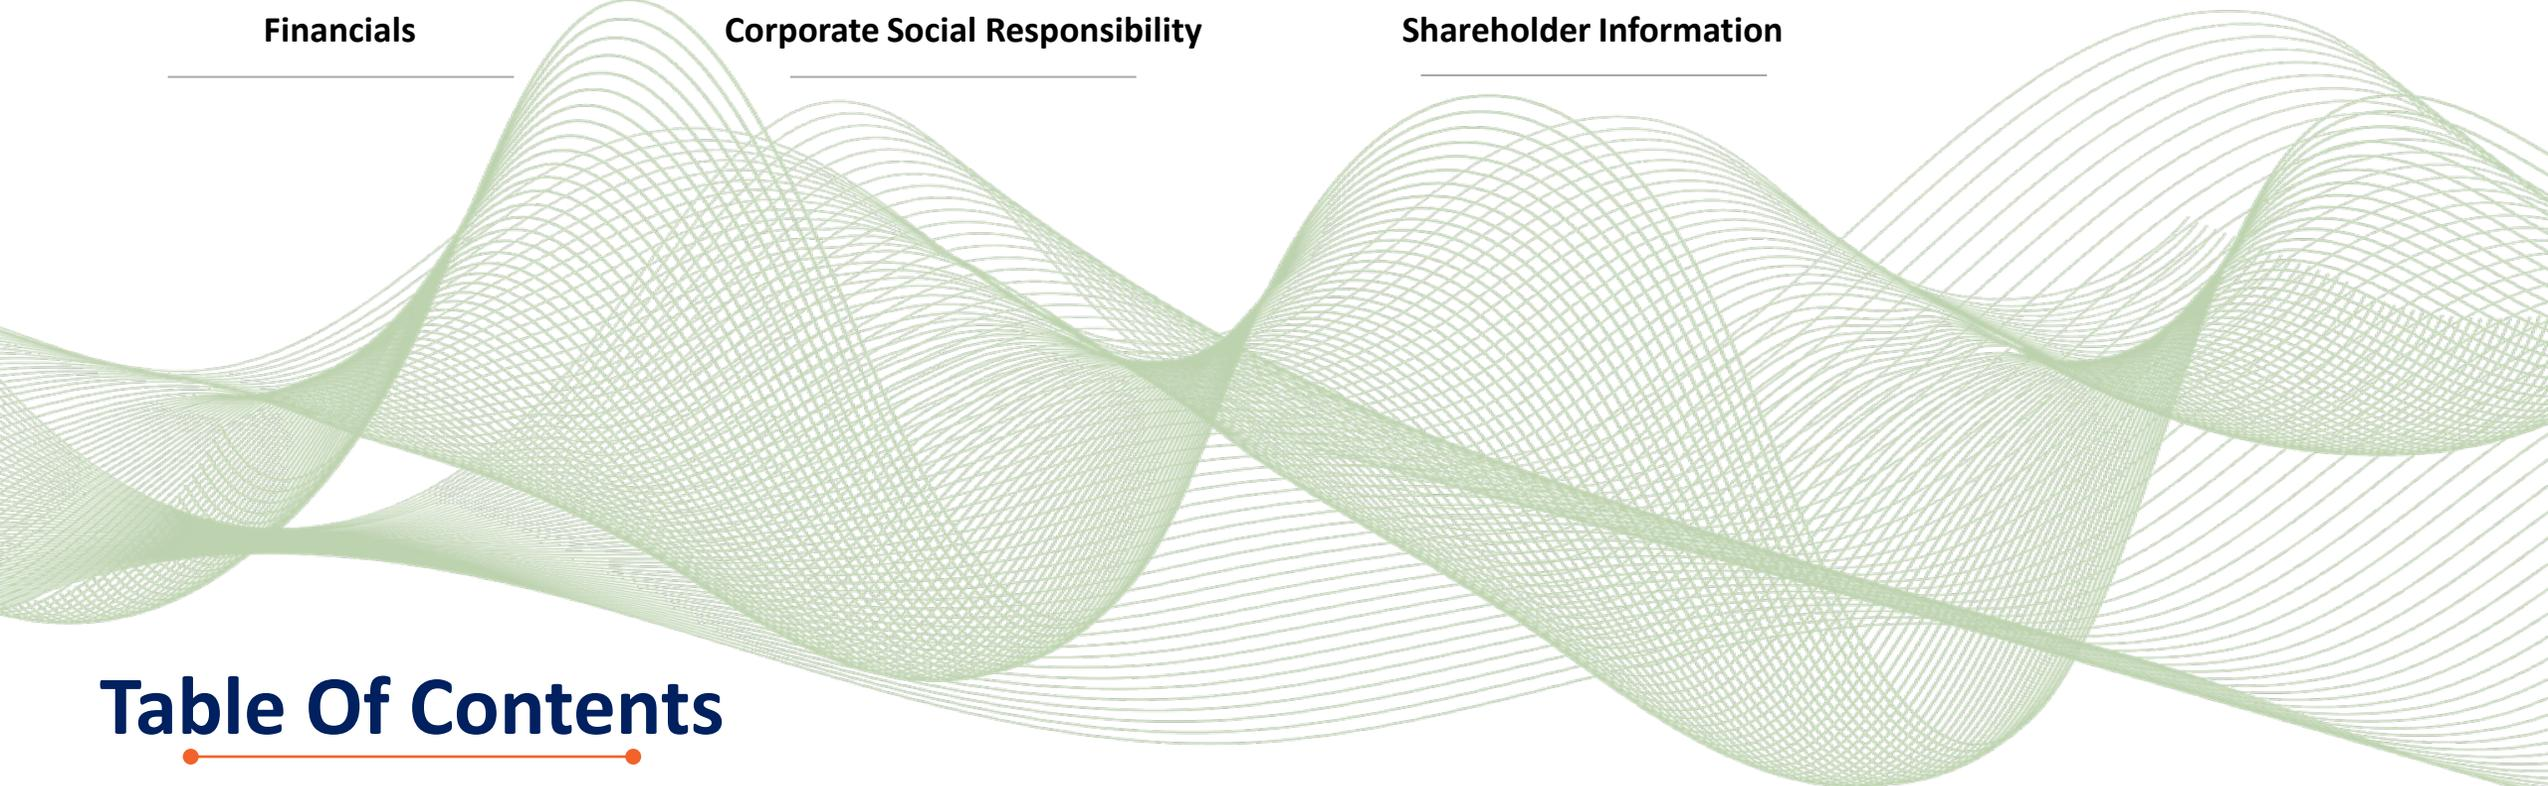 Financials
Corporate Social Responsibility
Shareholder Information
Table Of Contents